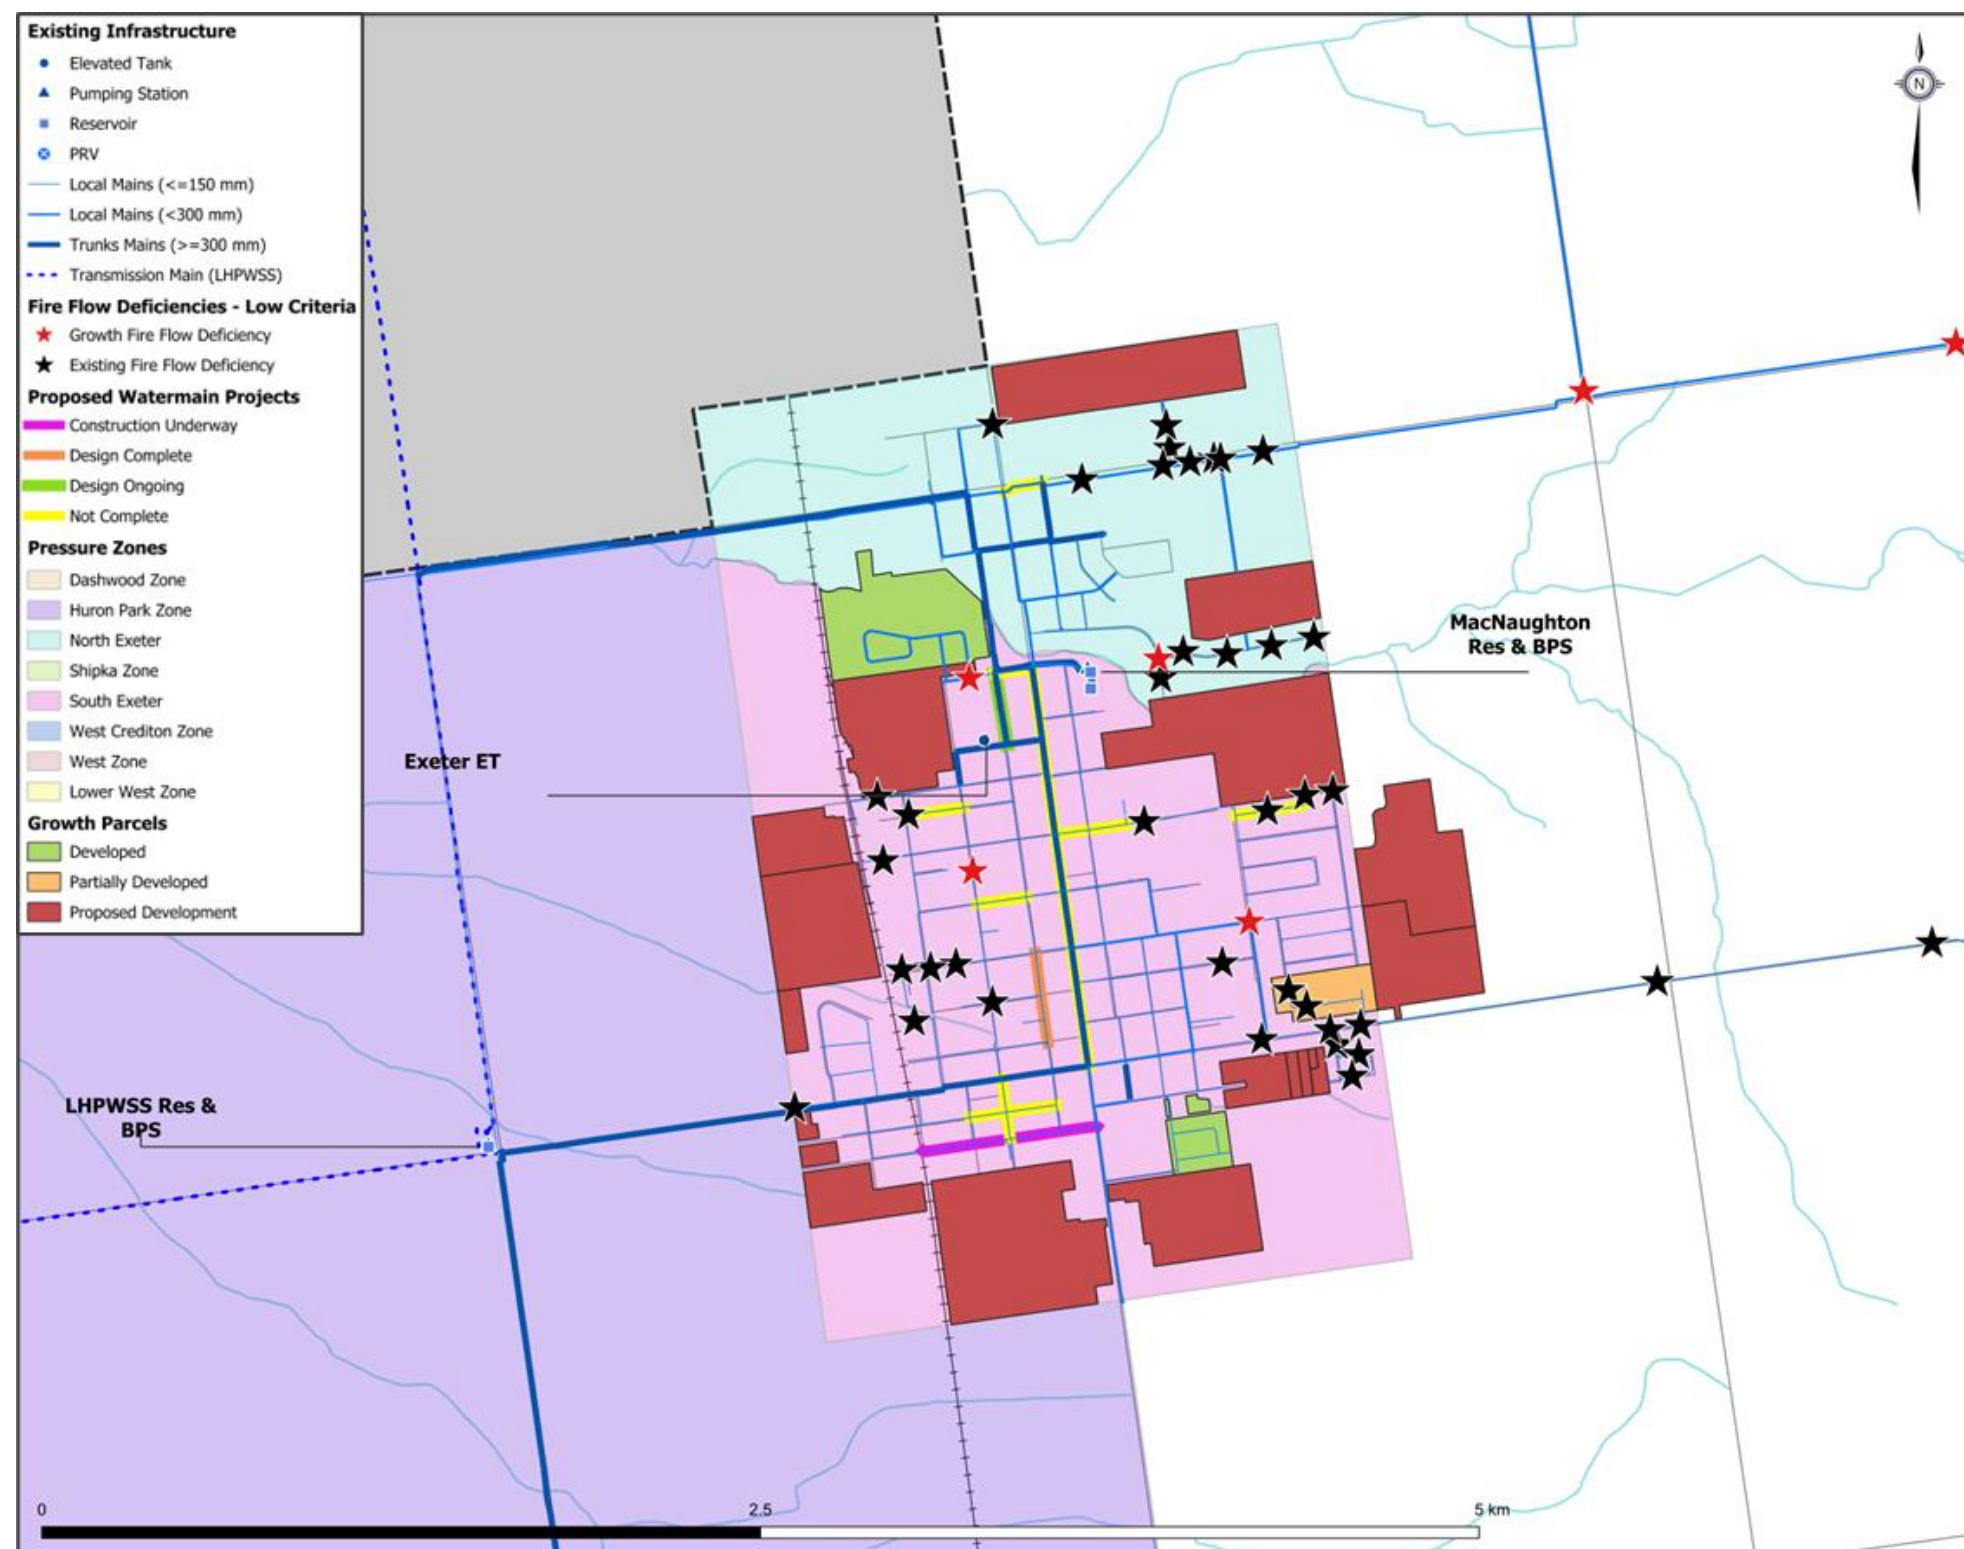 Existing Infrastructure
Elevated Tank
Pumping Station
Reservoir
PRV
Local Mains (<=150 mm)
Local Mains (<300 mm)
Trunks Mains (>=300 mm)
Transmission Main (LHPWSS)
Fire Flow Deficiencies - Low Criteria
Growth Fire Flow Deficiency
Existing Fire Flow Deficiency
Proposed Watermain Projects
Construction Underway
Design Complete
Design Ongoing
Not Complete
Pressure Zones
Dashwood Zone
Huron Park Zone
North Exeter
Shipka Zone
South Exeter
West Crediton Zone
West Zone
Lower West Zone
Growth Parcels
Developed
Partially Developed
Proposed Development
N
MacNaughton
Res & BPS
Exeter ET
LHPWSS Res &
BPS
0
2.5
5 km